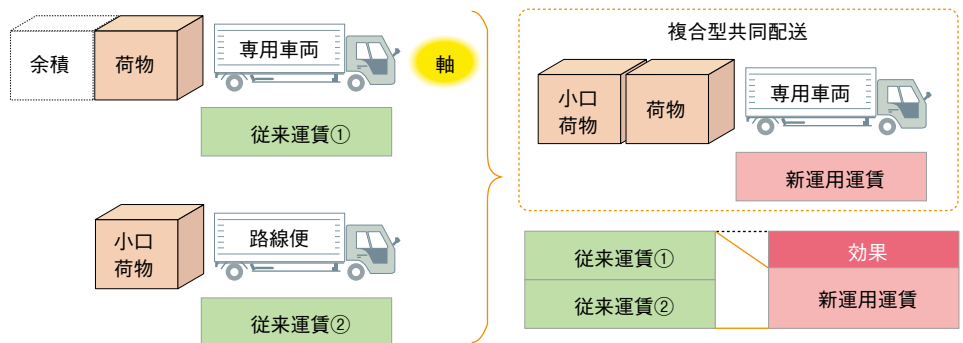 余積
荷物
専用車両
軸
従来運賃①
小口
荷物
路線便
従来運賃②
複合型共同配送
小口
荷物
荷物
専用車両
新運用運賃
従来運賃①
従来運賃②
効果
新運用運賃